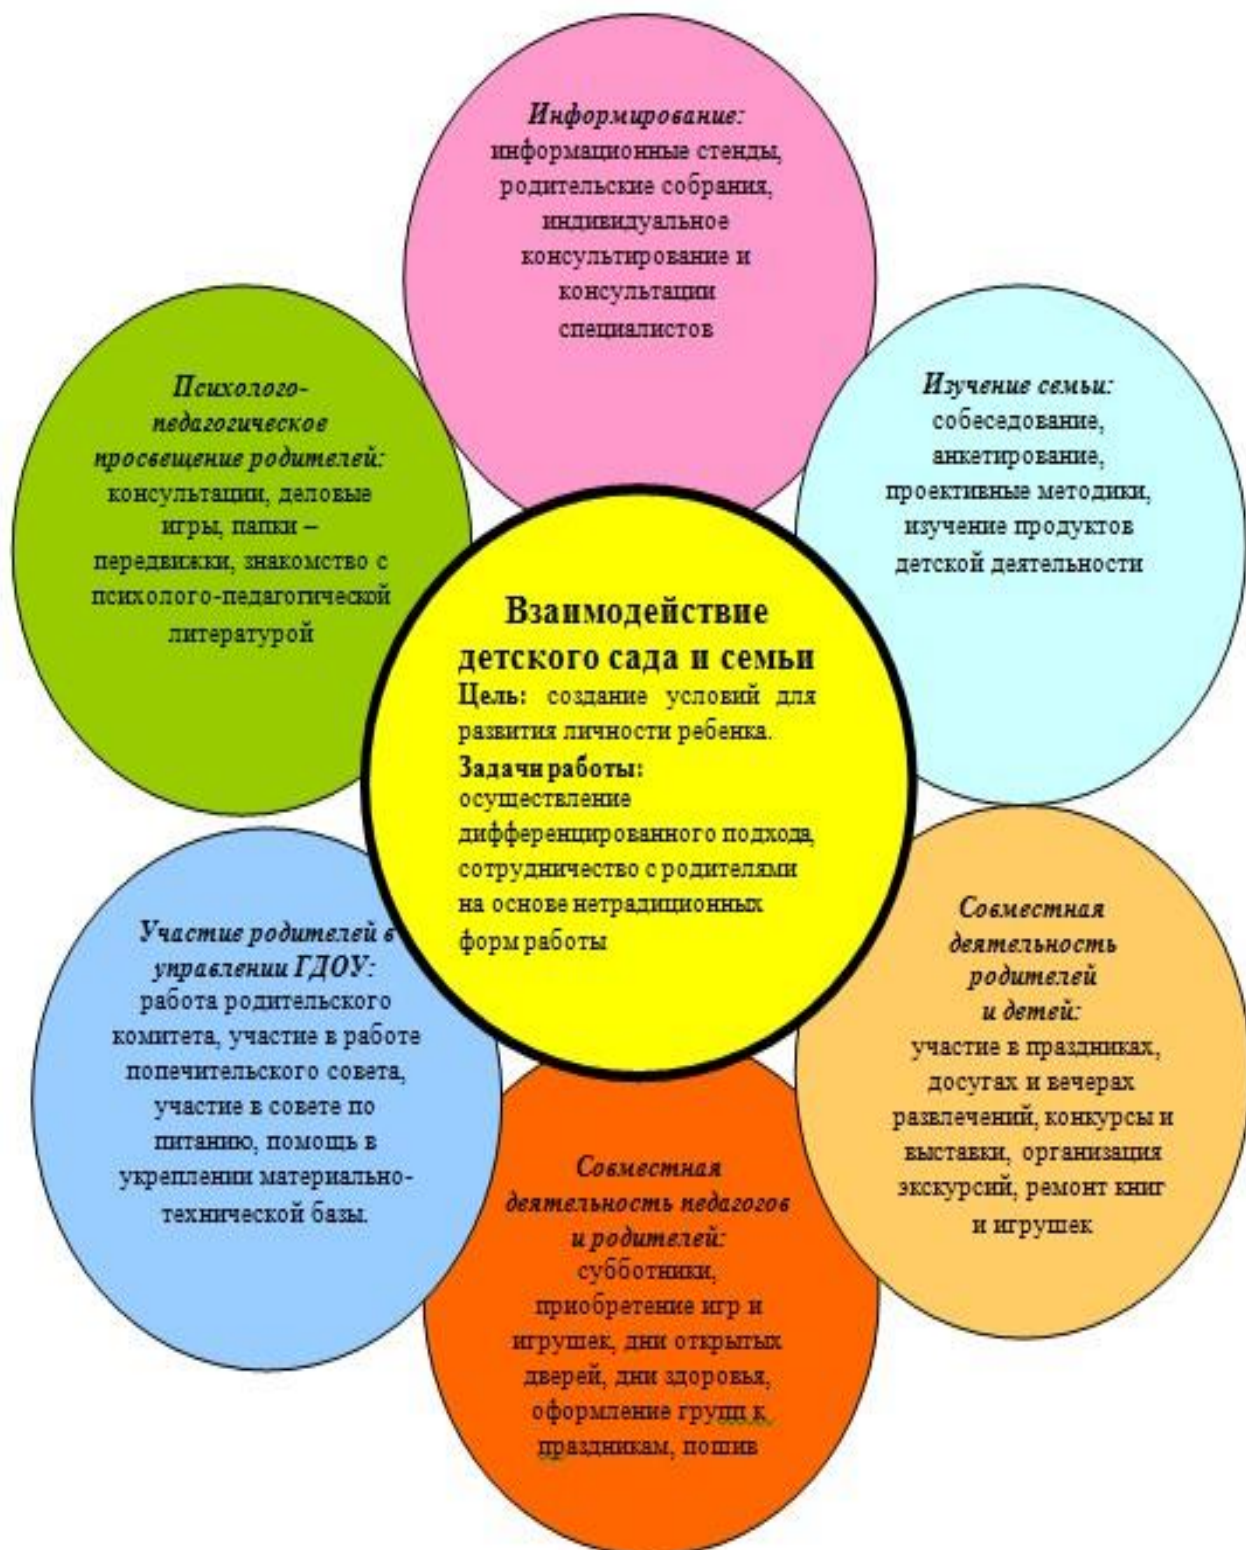 Информирование:
информационные стенды,
родительские собрания,
индивидуальное
консультирование и
консультации
специалистов
Психолого-
педагогическое
просвещение родителей:
консультации, деловые
игры, папки –
передвижки, знакомство с
психолого-педагогической
литературой
Изучение семьи:
собеседование,
анкетирование,
проективные методики,
изучение продуктов
детской деятельности
Взаимодействие
детского сада и семьи
Цель: создание условий для
развития личности ребенка.
Задачи работы:
осуществление
дифференцированного подхода,
сотрудничество с родителями
на основе нетрадиционных
форм работы
Участие родителей в
управлении ГДОУ:
работа родительского
комитета, участие в работе
попечительского совета,
участие в совете по
питанию, помощь в
укреплении материально-
технической базы.
Совместная
деятельность
родителей
и детей:
участие в праздниках,
досугах и вечерах
развлечений, конкурсы и
выставки, организация
экскурсий, ремонт книг
и игрушек
Совместная
деятельность педагогов
и родителей:
субботники,
приобретение игр и
игрушек, дни открытых
дверей, дни здоровья,
оформление групп к
праздникам, пошив